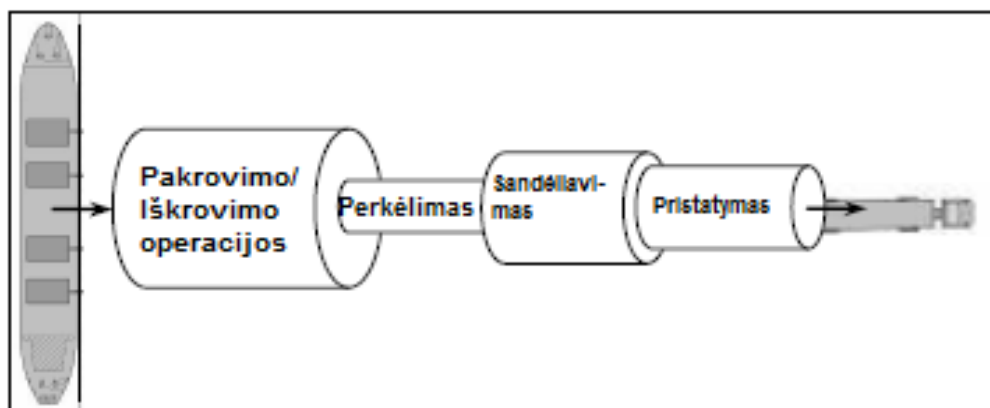 Pakrovimo/
Iškrovimo
operacijos
Perkėlimas
Sandėliavi-
mas
Pristatymas